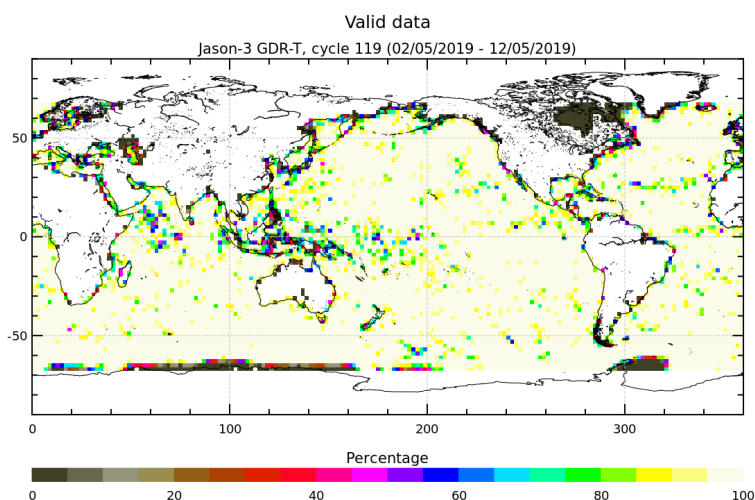 Valid data
Jason-3 GDR-T, cycle 119 (02/05/2019 - 12/05/2019)
50
0
-50
0 100 200 300
Percentage
0 20 40 60 80 100